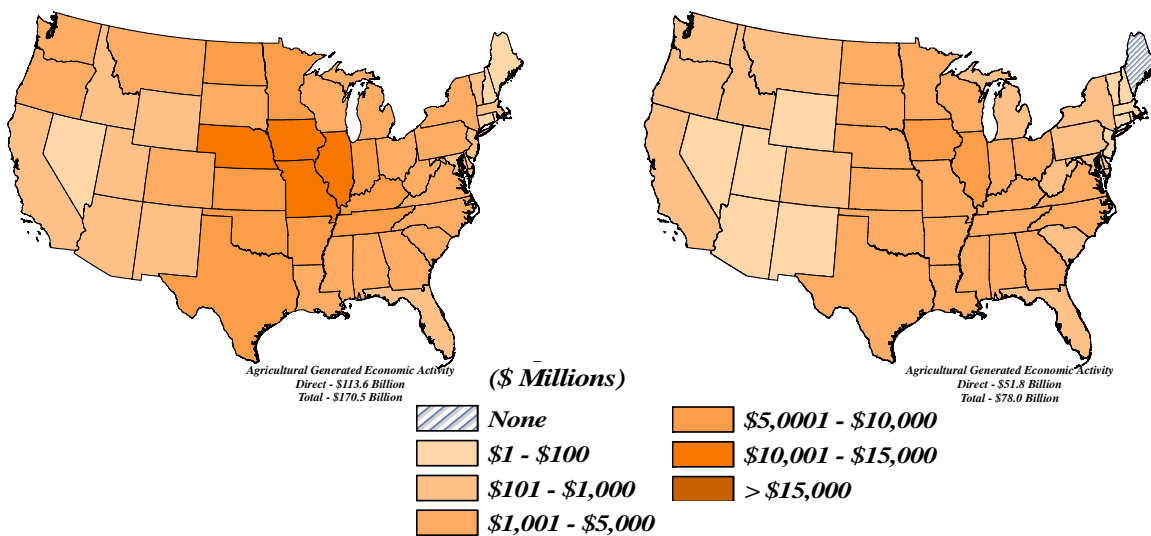 Agricultural Generated Economic Activity
Direct - $113.6 Billion
Total - $170.5 Billion
Agricultural Generated Economic Activity
Direct - $51.8 Billion
Total - $78.0 Billion
($ Millions)
None
$1 - $100
$101 - $1,000
$1,001 - $5,000
$5,0001 - $10,000
$10,001 - $15,000
> $15,000